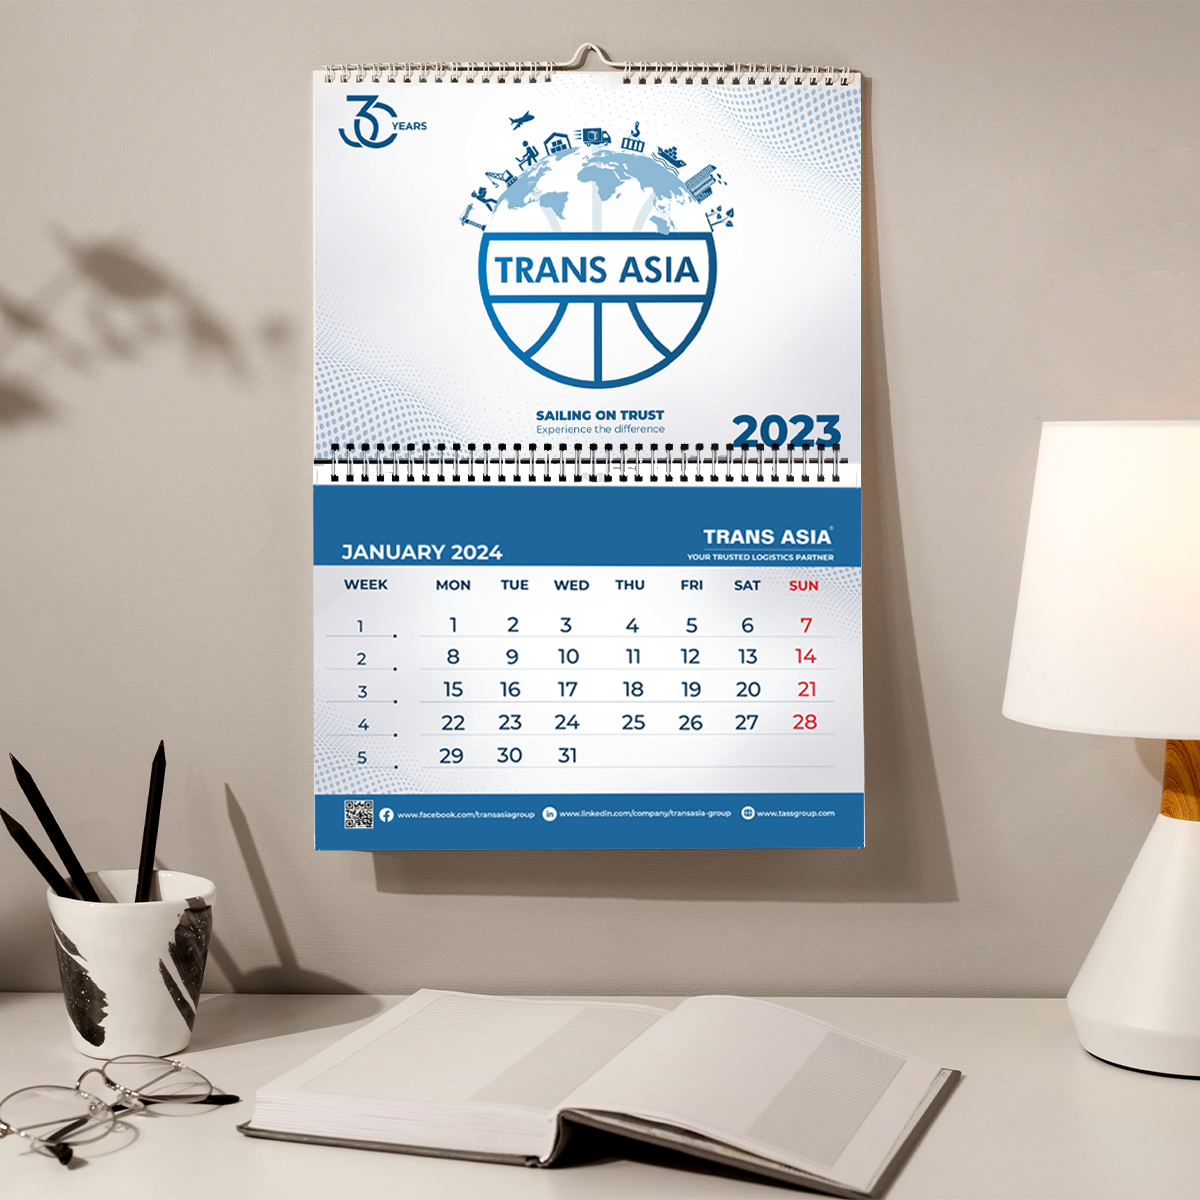 30 YEARS
TRANS ASIA
SAILING ON TRUST
Experience the difference
2023
TRANS ASIA®
JANUARY 2024
YOUR TRUSTED LOGISTICS PARTNER
WEEK MON TUE WED THU FRI SAT SUN
1 1 2 3 4 5 6 7
2 8 9 10 11 12 13 14
3 15 16 17 18 19 20 21
4 22 23 24 25 26 27 28
5 29 30 31
www.facebook.com/transasiagroup www.linkedin.com/company/transasia-group www.tassgroup.com